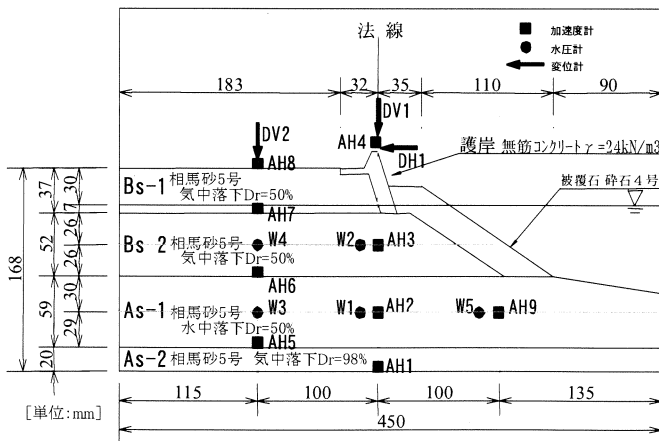 法 線
加速度計
水圧計
変位計
183
32
35
110
90
DV1
DV2
AH4
DH1
護岸 無筋コンクリートγ=24kN/m3
AH8
被覆石 砕石4号
Bs-1 相馬砂5号
気中落下Dr=50%
AH7
Bs-2 相馬砂5号
気中落下Dr=50%
W4
W2
AH3
AH6
As-1 相馬砂5号
水中落下Dr=50%
W3
W1
AH2
W5
AH9
AH5
As-2 相馬砂5号 気中落下Dr=98%
AH1
168
37
52
59
20
30
7
26
26
30
29
[単位:mm]
115
100
100
135
450